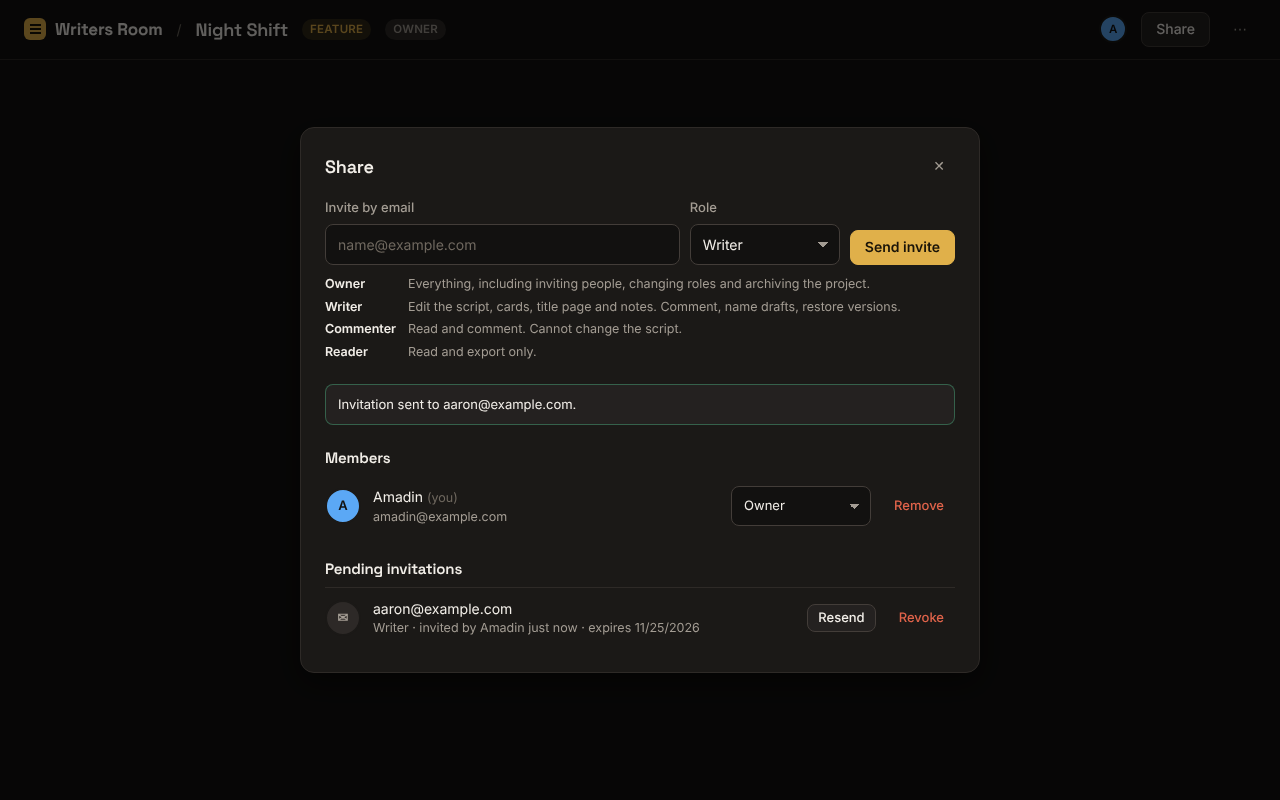 Writers Room / Night Shift FEATURE OWNER A Share ...
Share ×
Invite by email Role
name@example.com Writer Send invite
Owner Everything, including inviting people, changing roles and archiving the project.
Writer Edit the script, cards, title page and notes. Comment, name drafts, restore versions.
Commenter Read and comment. Cannot change the script.
Reader Read and export only.
Invitation sent to aaron@example.com.
Members
A Amadin (you) Owner Remove
amadin@example.com
Pending invitations
aaron@example.com Resend Revoke
Writer · invited by Amadin just now · expires 11/25/2026